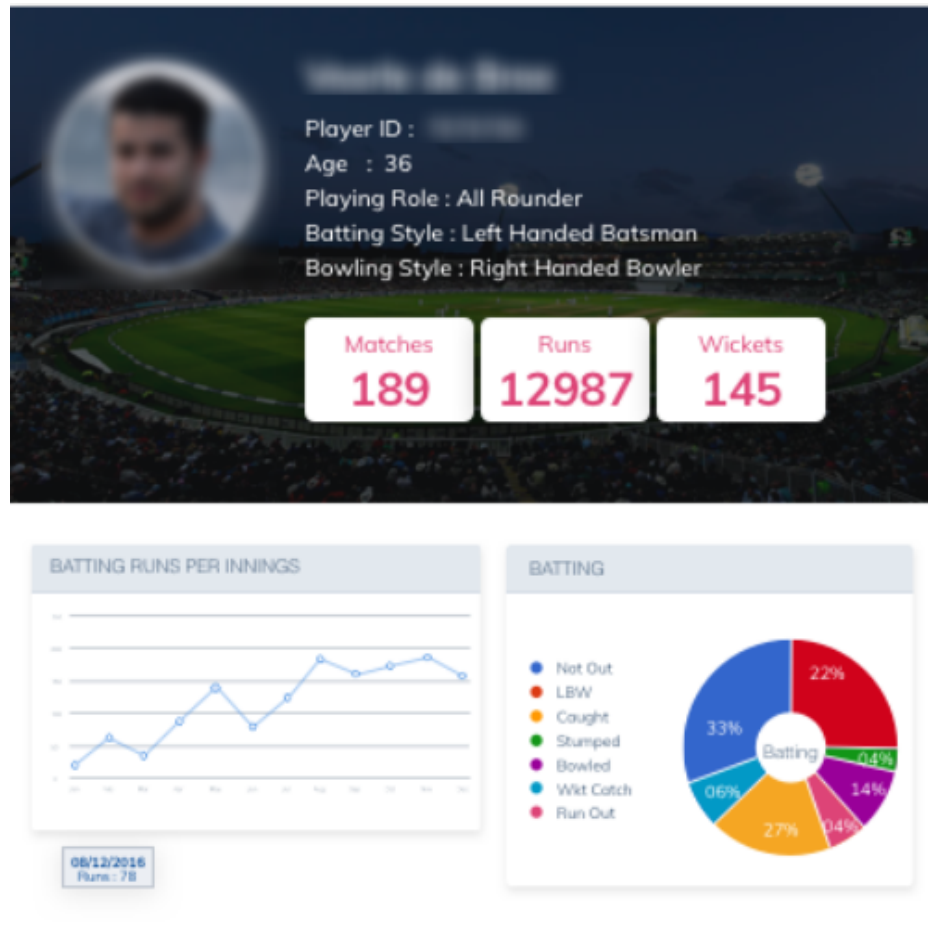 Player ID :
Age : 36
Playing Role : All Rounder
Batting Style : Left Handed Batsman
Bowling Style : Right Handed Bowler
Matches
189
Runs
12987
Wickets
145
BATTING RUNS PER INNINGS
08/12/2016
Runs : 78
BATTING
Not Out
LBW
Caught
Stumped
Bowled
Wkt Catch
Run Out
22%
33%
Batting
04%
06%
14%
27%
04%